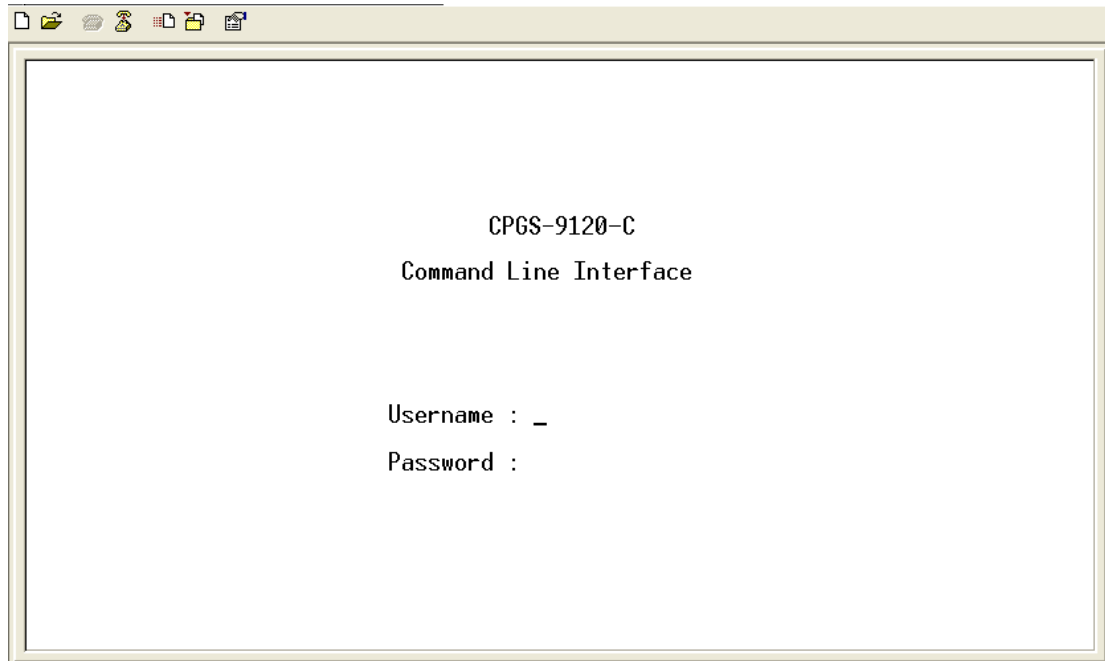 CPGS-9120-C
Command Line Interface
Username : _
Password :